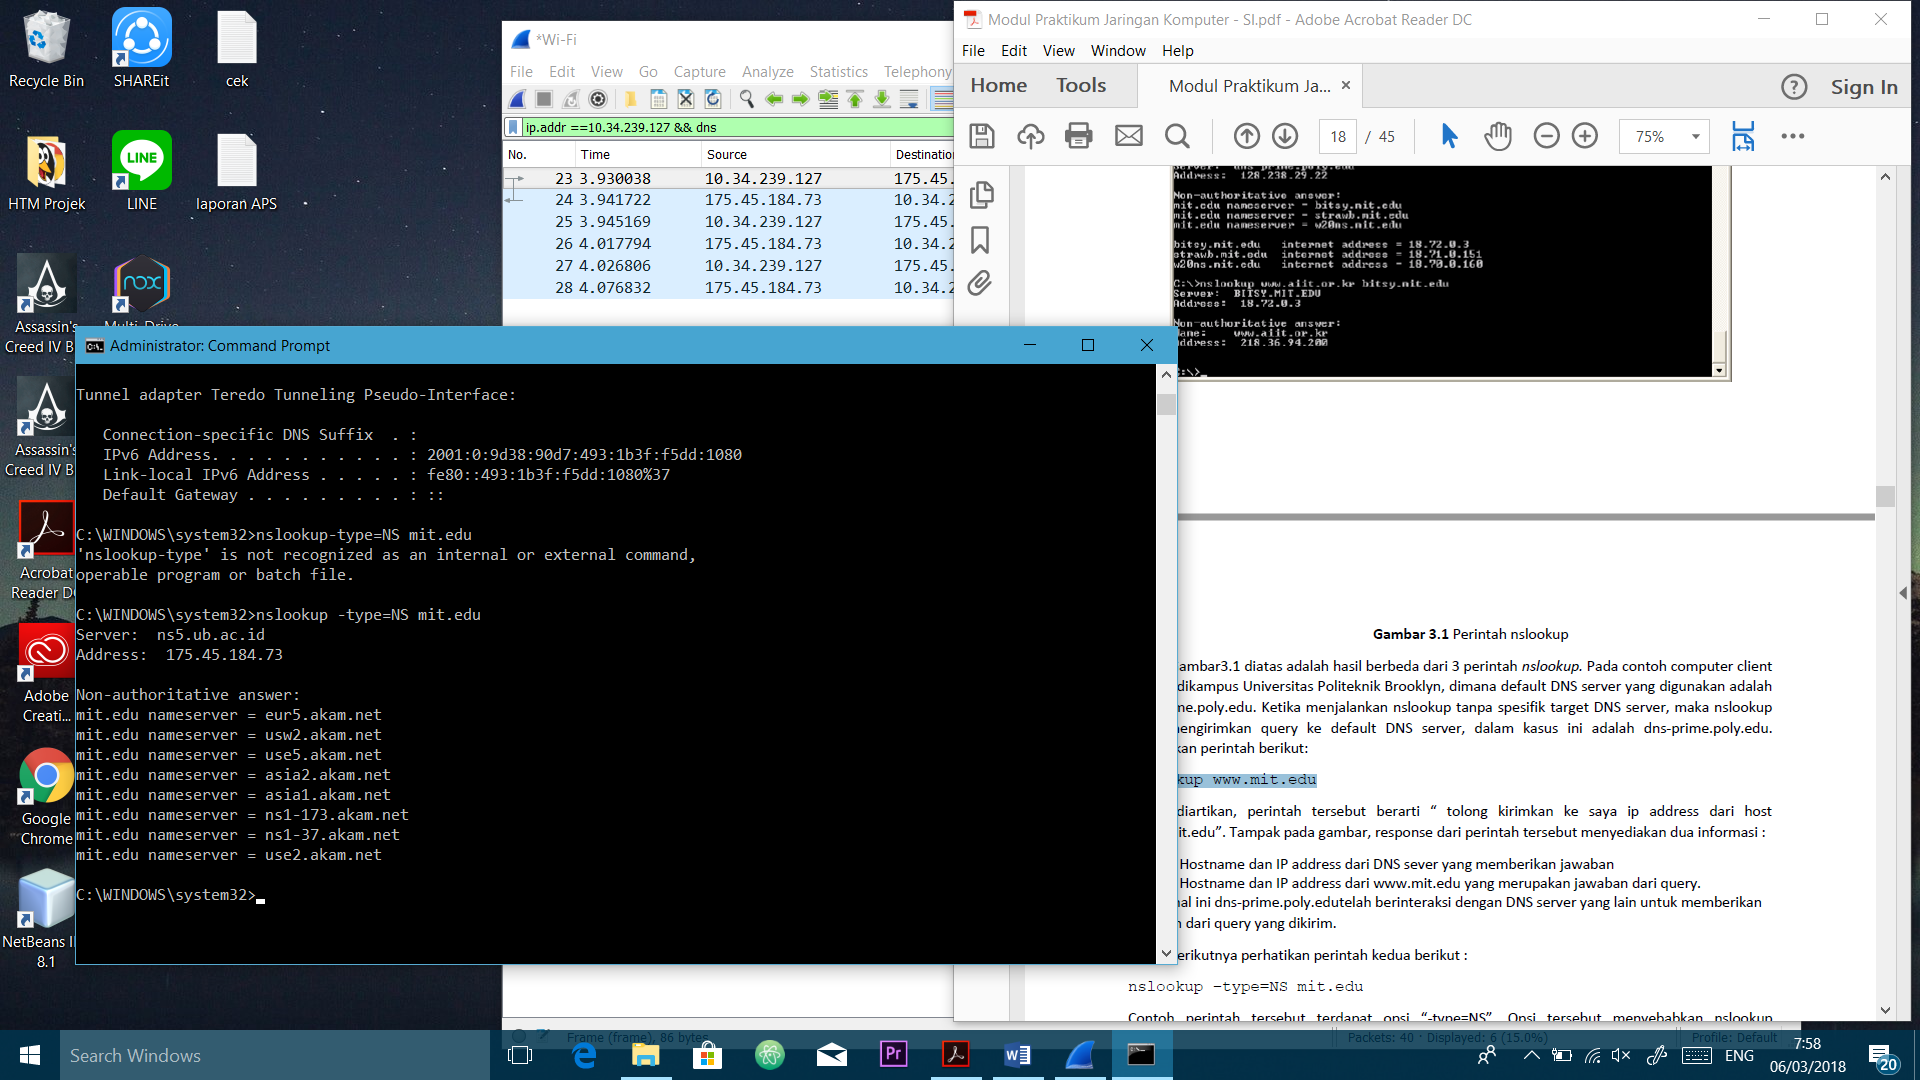 Recycle Bin
SHAREit
cek
HTM Projek
LINE
laporan APS
Assassin's
Creed IV B
Multi-Drive
Assassin's
Creed IV B
Acrobat
Reader D
Adobe
Creati...
Google
Chrome
NetBeans I
8.1
*Wi-Fi
File Edit View Go Capture Analyze Statistics Telephony
ip.addr ==10.34.239.127 && dns
No. Time Source Destination
23 3.930038 10.34.239.127 175.45.
24 3.941722 175.45.184.73 10.34.2
25 3.945169 10.34.239.127 175.45.
26 4.017794 175.45.184.73 10.34.2
27 4.026806 10.34.239.127 175.45.
28 4.076832 175.45.184.73 10.34.2
Frame (frame), 86 bytes
Packets: 40 · Displayed: 6 (15.0%)
Profile: Default
Modul Praktikum Jaringan Komputer - SI.pdf - Adobe Acrobat Reader DC
File Edit View Window Help
Home Tools Modul Praktikum Ja... × Sign In
18 / 45 75%
Server: dns-prime.poly.edu
Address: 128.238.29.22
Non-authoritative answer:
mit.edu nameserver = bitsy.mit.edu
mit.edu nameserver = strawb.mit.edu
mit.edu nameserver = w20ns.mit.edu
bitsy.mit.edu internet address = 18.72.0.3
strawb.mit.edu internet address = 18.71.0.151
w20ns.mit.edu internet address = 18.70.0.160
C:\>nslookup www.aiit.or.kr bitsy.mit.edu
Server: BITSY.MIT.EDU
Address: 18.72.0.3
Non-authoritative answer:
Name: www.aiit.or.kr
Address: 218.36.94.200
C:\>_
Gambar 3.1 Perintah nslookup
ambar3.1 diatas adalah hasil berbeda dari 3 perintah nslookup. Pada contoh computer client
dikampus Universitas Politeknik Brooklyn, dimana default DNS server yang digunakan adalah
me.poly.edu. Ketika menjalankan nslookup tanpa spesifik target DNS server, maka nslookup
engirimkan query ke default DNS server, dalam kasus ini adalah dns-prime.poly.edu.
kan perintah berikut:
kup www.mit.edu
diartikan, perintah tersebut berarti “ tolong kirimkan ke saya ip address dari host
it.edu”. Tampak pada gambar, response dari perintah tersebut menyediakan dua informasi :
Hostname dan IP address dari DNS sever yang memberikan jawaban
Hostname dan IP address dari www.mit.edu yang merupakan jawaban dari query.
al ini dns-prime.poly.edutelah berinteraksi dengan DNS server yang lain untuk memberikan
dari query yang dikirim.
erikutnya perhatikan perintah kedua berikut :
nslookup –type=NS mit.edu
Contoh perintah tersebut terdapat opsi “-type=NS”. Opsi tersebut menyebabkan nslookup
Administrator: Command Prompt
Tunnel adapter Teredo Tunneling Pseudo-Interface:
Connection-specific DNS Suffix . :
IPv6 Address. . . . . . . . . . . : 2001:0:9d38:90d7:493:1b3f:f5dd:1080
Link-local IPv6 Address . . . . . : fe80::493:1b3f:f5dd:1080%37
Default Gateway . . . . . . . . . : ::
C:\WINDOWS\system32>nslookup-type=NS mit.edu
'nslookup-type' is not recognized as an internal or external command,
operable program or batch file.
C:\WINDOWS\system32>nslookup -type=NS mit.edu
Server: ns5.ub.ac.id
Address: 175.45.184.73
Non-authoritative answer:
mit.edu nameserver = eur5.akam.net
mit.edu nameserver = usw2.akam.net
mit.edu nameserver = use5.akam.net
mit.edu nameserver = asia2.akam.net
mit.edu nameserver = asia1.akam.net
mit.edu nameserver = ns1-173.akam.net
mit.edu nameserver = ns1-37.akam.net
mit.edu nameserver = use2.akam.net
C:\WINDOWS\system32>
Search Windows
ENG
7:58
06/03/2018
20